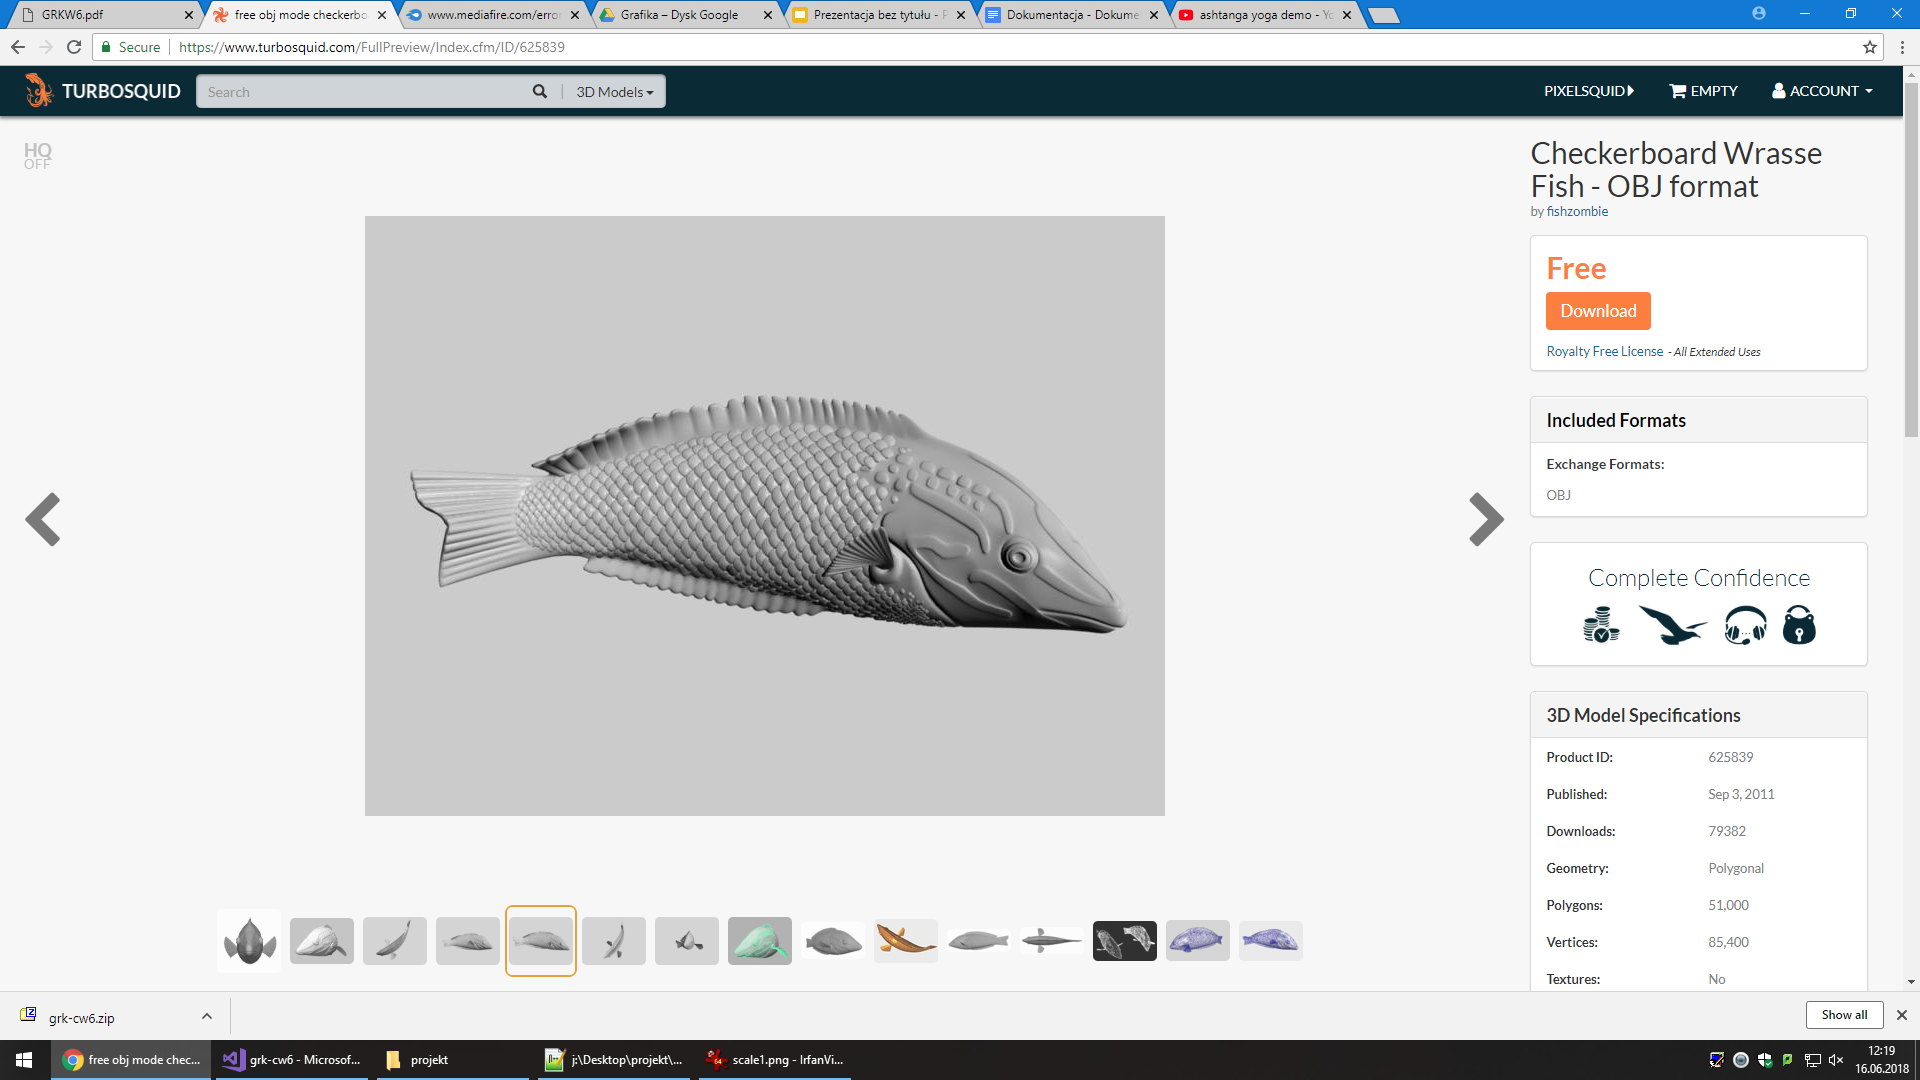 GRKW6.pdf
free obj mode checkerbo
www.mediafire.com/erro
Grafika – Dysk Google
Prezentacja bez tytułu - P
Dokumentacja - Dokume
ashtanga yoga demo - Yo
Secure
https://www.turbosquid.com/FullPreview/Index.cfm/ID/625839
TURBOSQUID
Search
3D Models
PIXELSQUID
EMPTY
ACCOUNT
HQ
OFF
Checkerboard Wrasse
Fish - OBJ format
by fishzombie
Free
Download
Royalty Free License - All Extended Uses
Included Formats
Exchange Formats:
OBJ
Complete Confidence
3D Model Specifications
Product ID: 625839
Published: Sep 3, 2011
Downloads: 79382
Geometry: Polygonal
Polygons: 51,000
Vertices: 85,400
Textures: No
grk-cw6.zip
Show all
free obj mode chec...
grk-cw6 - Microsof...
projekt
j:\Desktop\projekt\...
scale1.png - IrfanVi...
12:19
16.06.2018